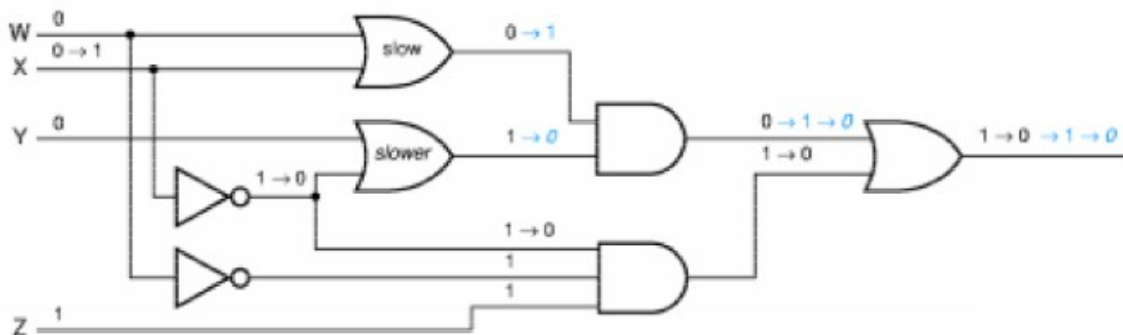 W 0
X 0 → 1
slow
0 → 1
Y 0
slower
1 → 0
0 → 1 → 0
1 → 0
1 → 0 → 1 → 0
1 → 0
1 → 0
1
1
Z 1